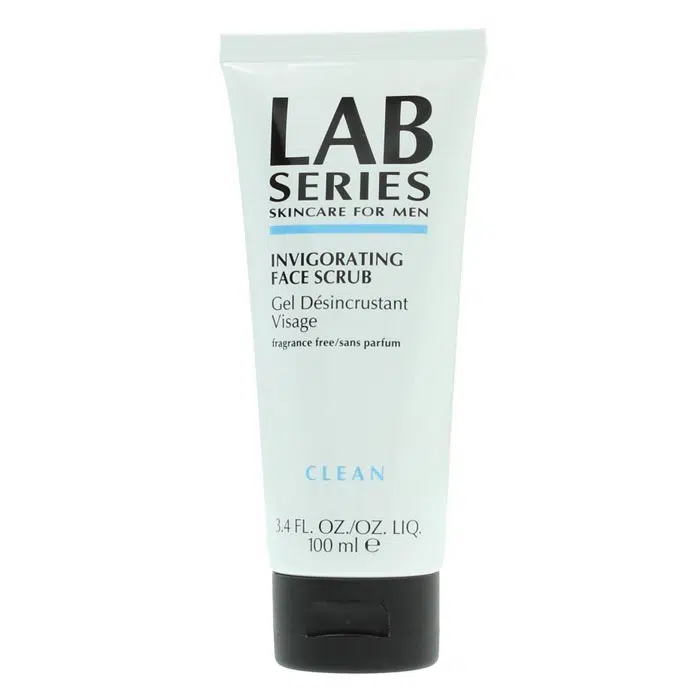 LAB
SERIES
SKINCARE FOR MEN
INVIGORATING
FACE SCRUB
Gel Désincrustant
Visage
fragrance free/sans parfum
CLEAN
3.4 FL. OZ./OZ. LIQ.
100 ml ℮